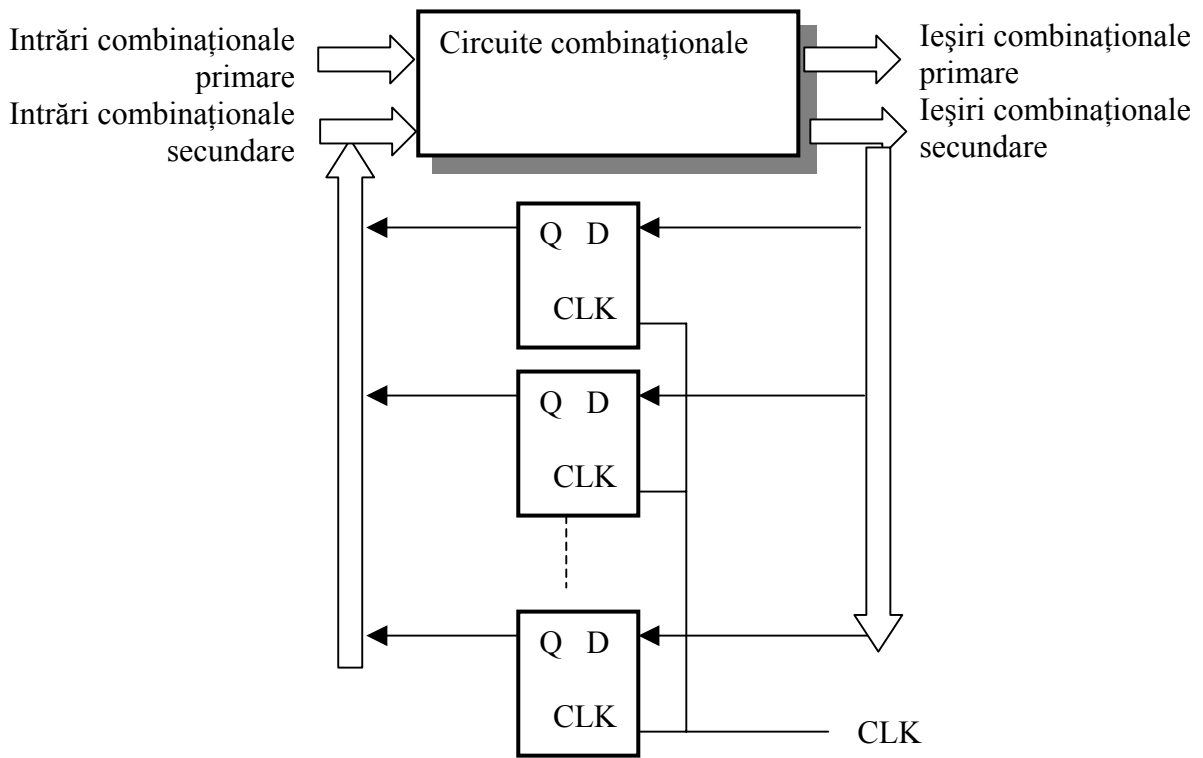 Intrări combinaționale
primare
Intrări combinaționale
secundare
Circuite combinaționale
Ieşiri combinaționale
primare
Ieşiri combinaționale
secundare
Q D
CLK
Q D
CLK
Q D
CLK
CLK